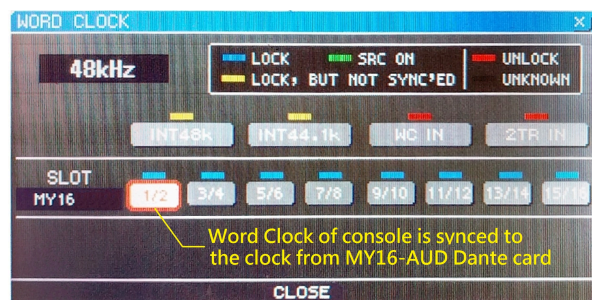 WORD CLOCK
×
48kHz
LOCK SRC ON UNLOCK
LOCK, BUT NOT SYNC'ED UNKNOWN
INT48k INT44.1k WC IN 2TR IN
SLOT
MY16
1/2 3/4 5/6 7/8 9/10 11/12 13/14 15/16
Word Clock of console is synced to
the clock from MY16-AUD Dante card
CLOSE